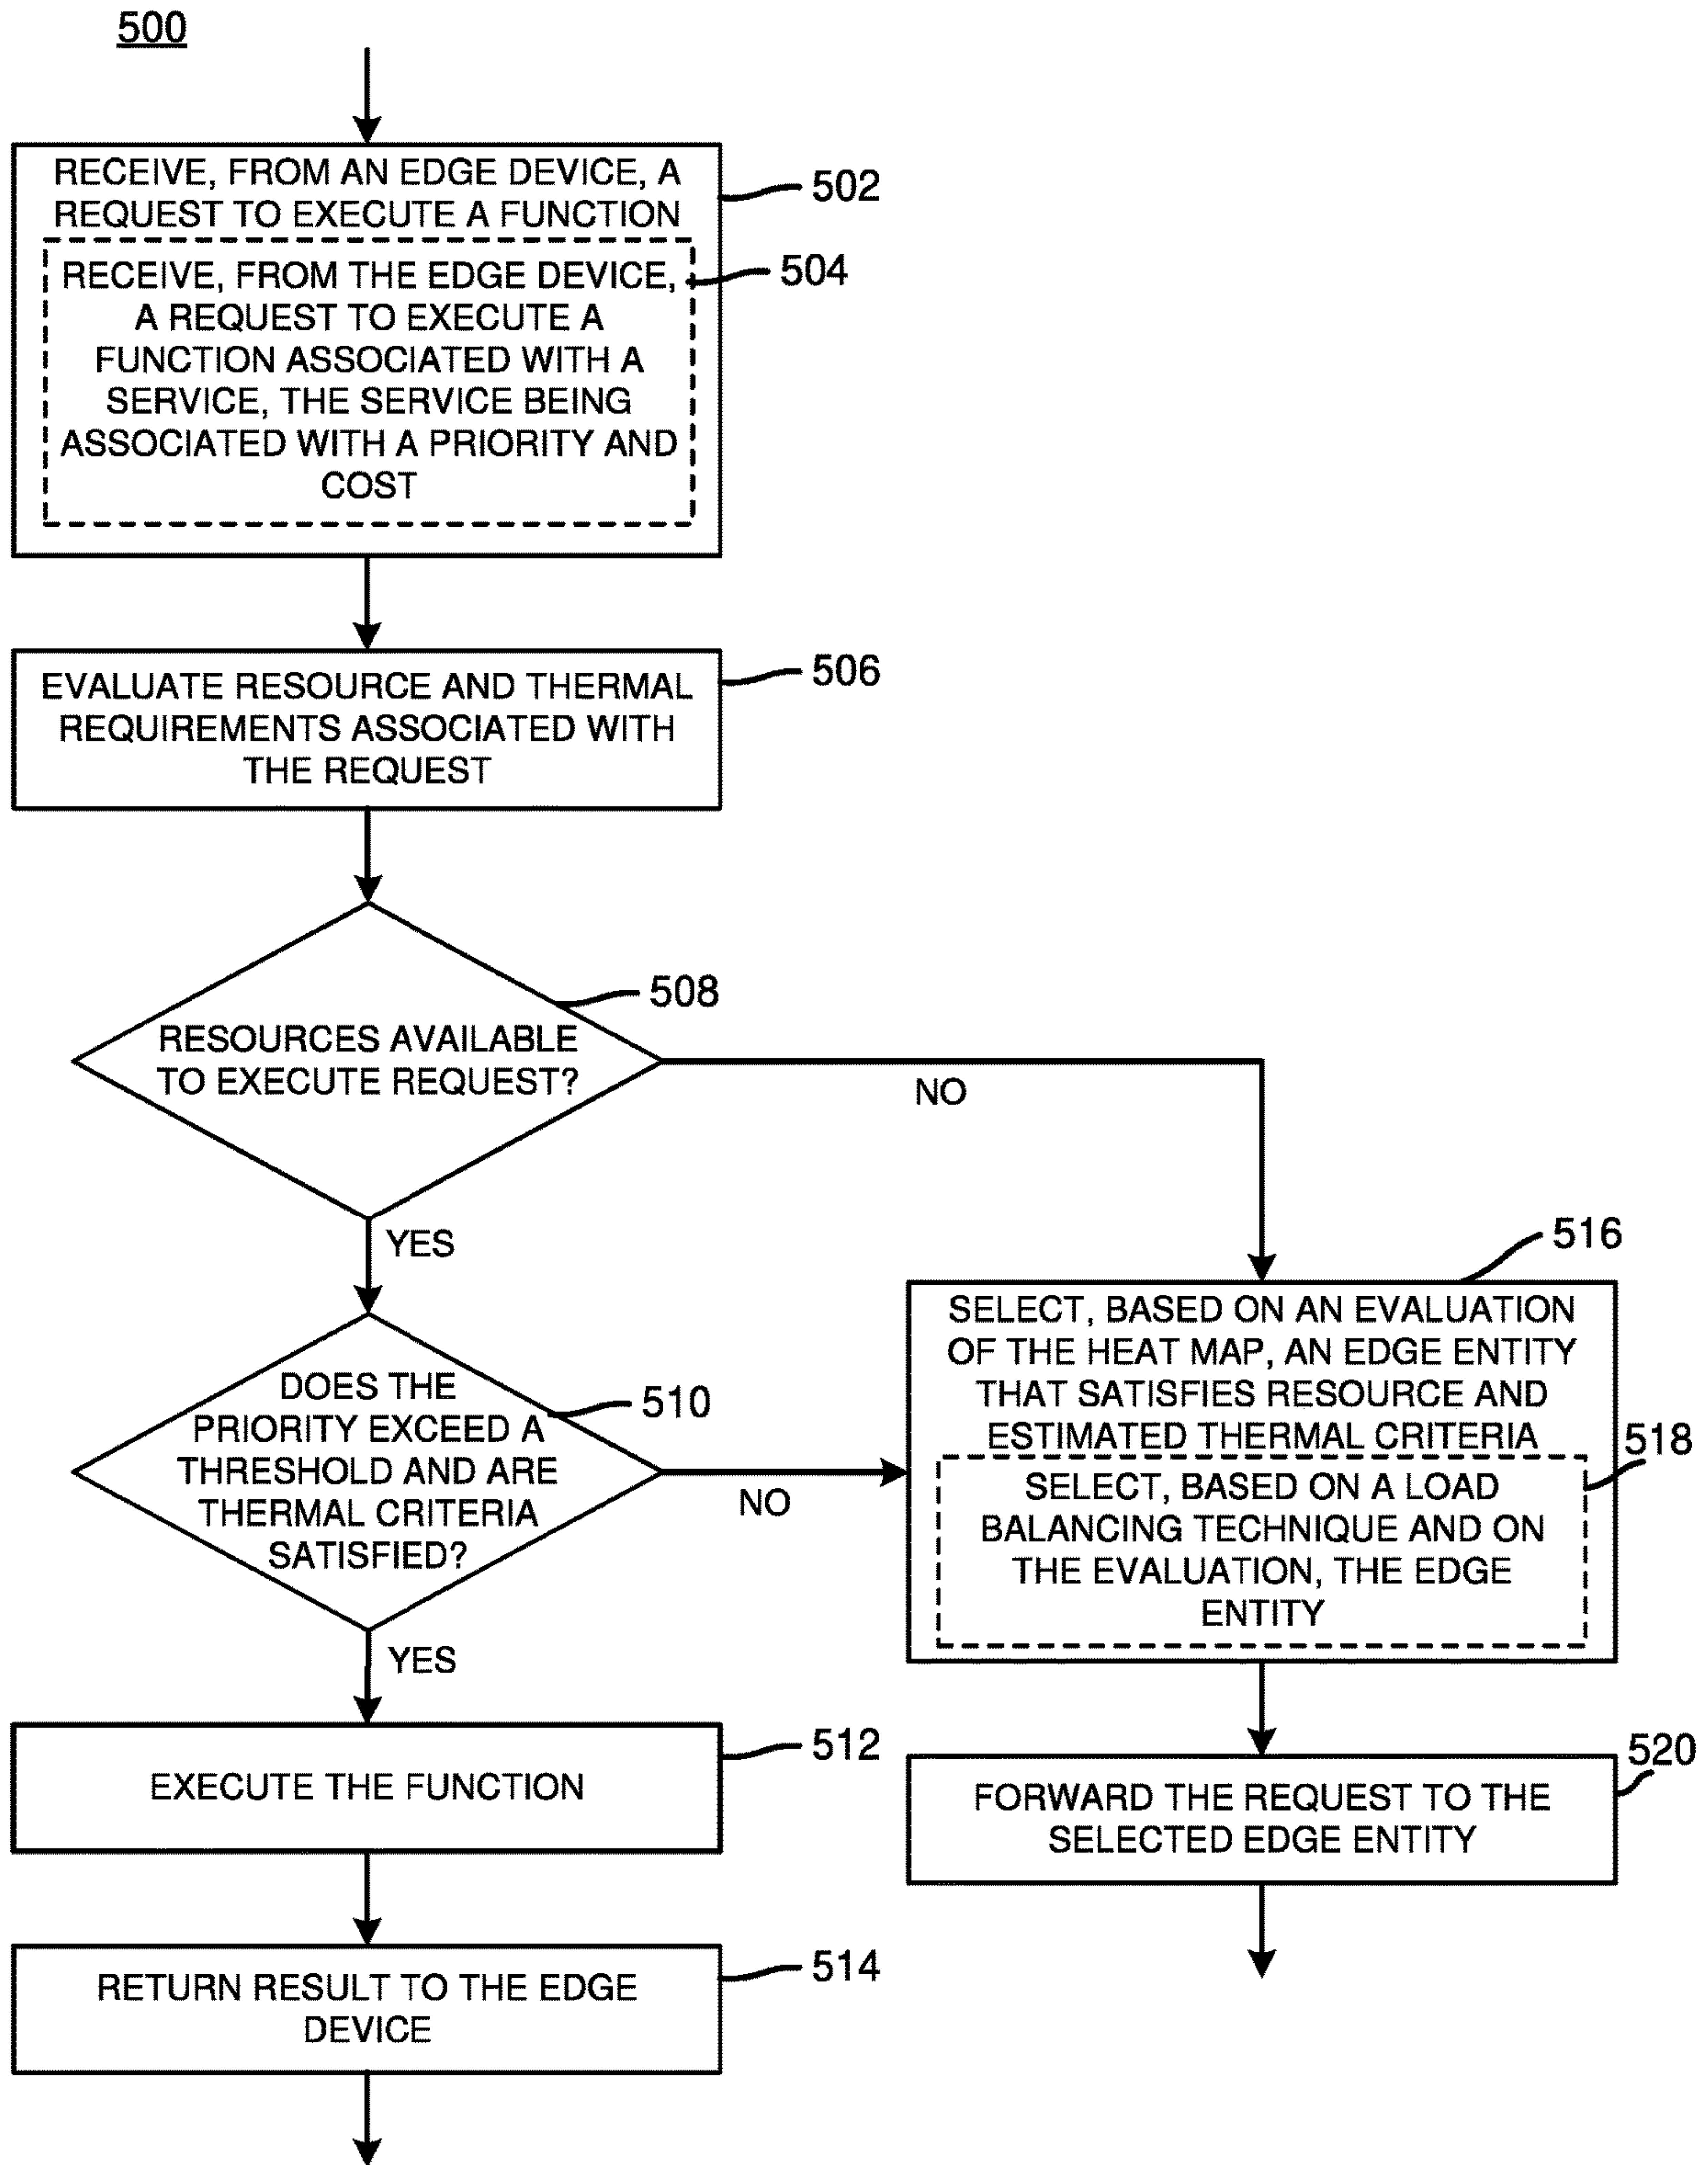 500
RECEIVE, FROM AN EDGE DEVICE, A
REQUEST TO EXECUTE A FUNCTION
502
RECEIVE, FROM THE EDGE DEVICE,
A REQUEST TO EXECUTE A
FUNCTION ASSOCIATED WITH A
SERVICE, THE SERVICE BEING
ASSOCIATED WITH A PRIORITY AND
COST
504
EVALUATE RESOURCE AND THERMAL
REQUIREMENTS ASSOCIATED WITH
THE REQUEST
506
RESOURCES AVAILABLE
TO EXECUTE REQUEST?
508
NO
YES
DOES THE
PRIORITY EXCEED A
THRESHOLD AND ARE
THERMAL CRITERIA
SATISFIED?
510
NO
YES
EXECUTE THE FUNCTION
512
RETURN RESULT TO THE EDGE
DEVICE
514
516
SELECT, BASED ON AN EVALUATION
OF THE HEAT MAP, AN EDGE ENTITY
THAT SATISFIES RESOURCE AND
ESTIMATED THERMAL CRITERIA
518
SELECT, BASED ON A LOAD
BALANCING TECHNIQUE AND ON
THE EVALUATION, THE EDGE
ENTITY
520
FORWARD THE REQUEST TO THE
SELECTED EDGE ENTITY